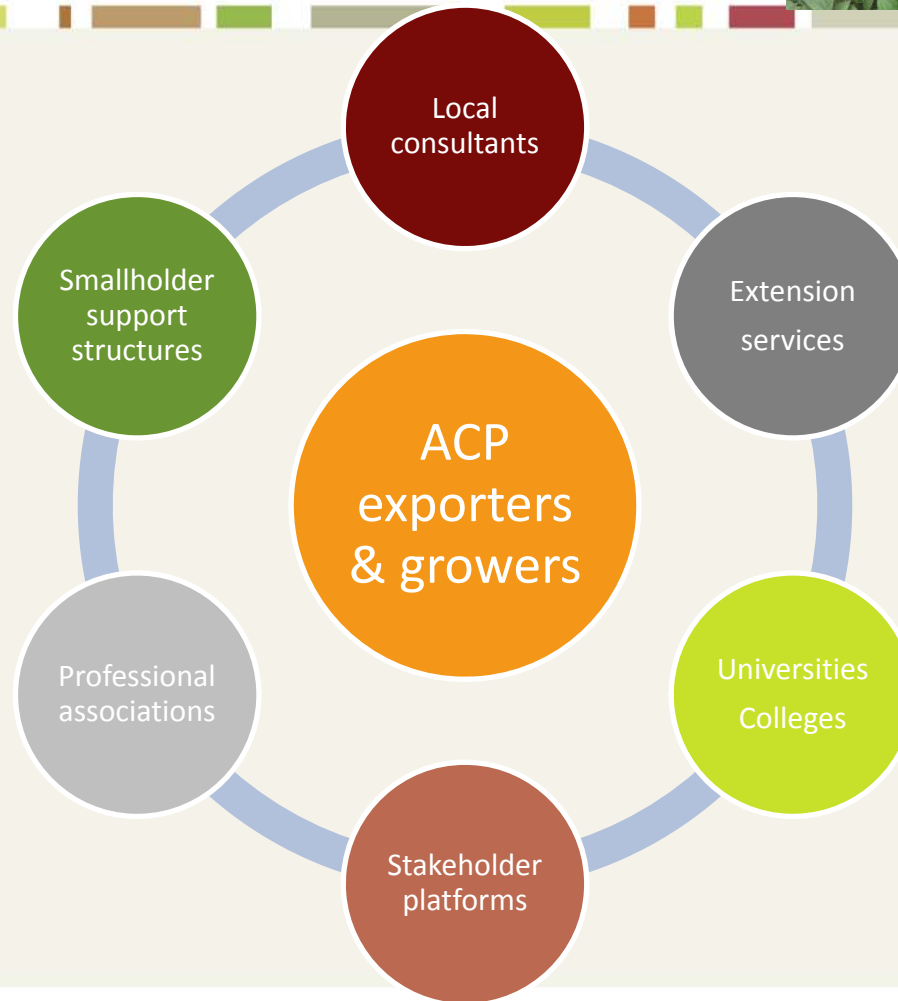 Local
consultants
Extension
services
Universities
Colleges
Stakeholder
platforms
Professional
associations
Smallholder
support
structures
ACP
exporters
& growers